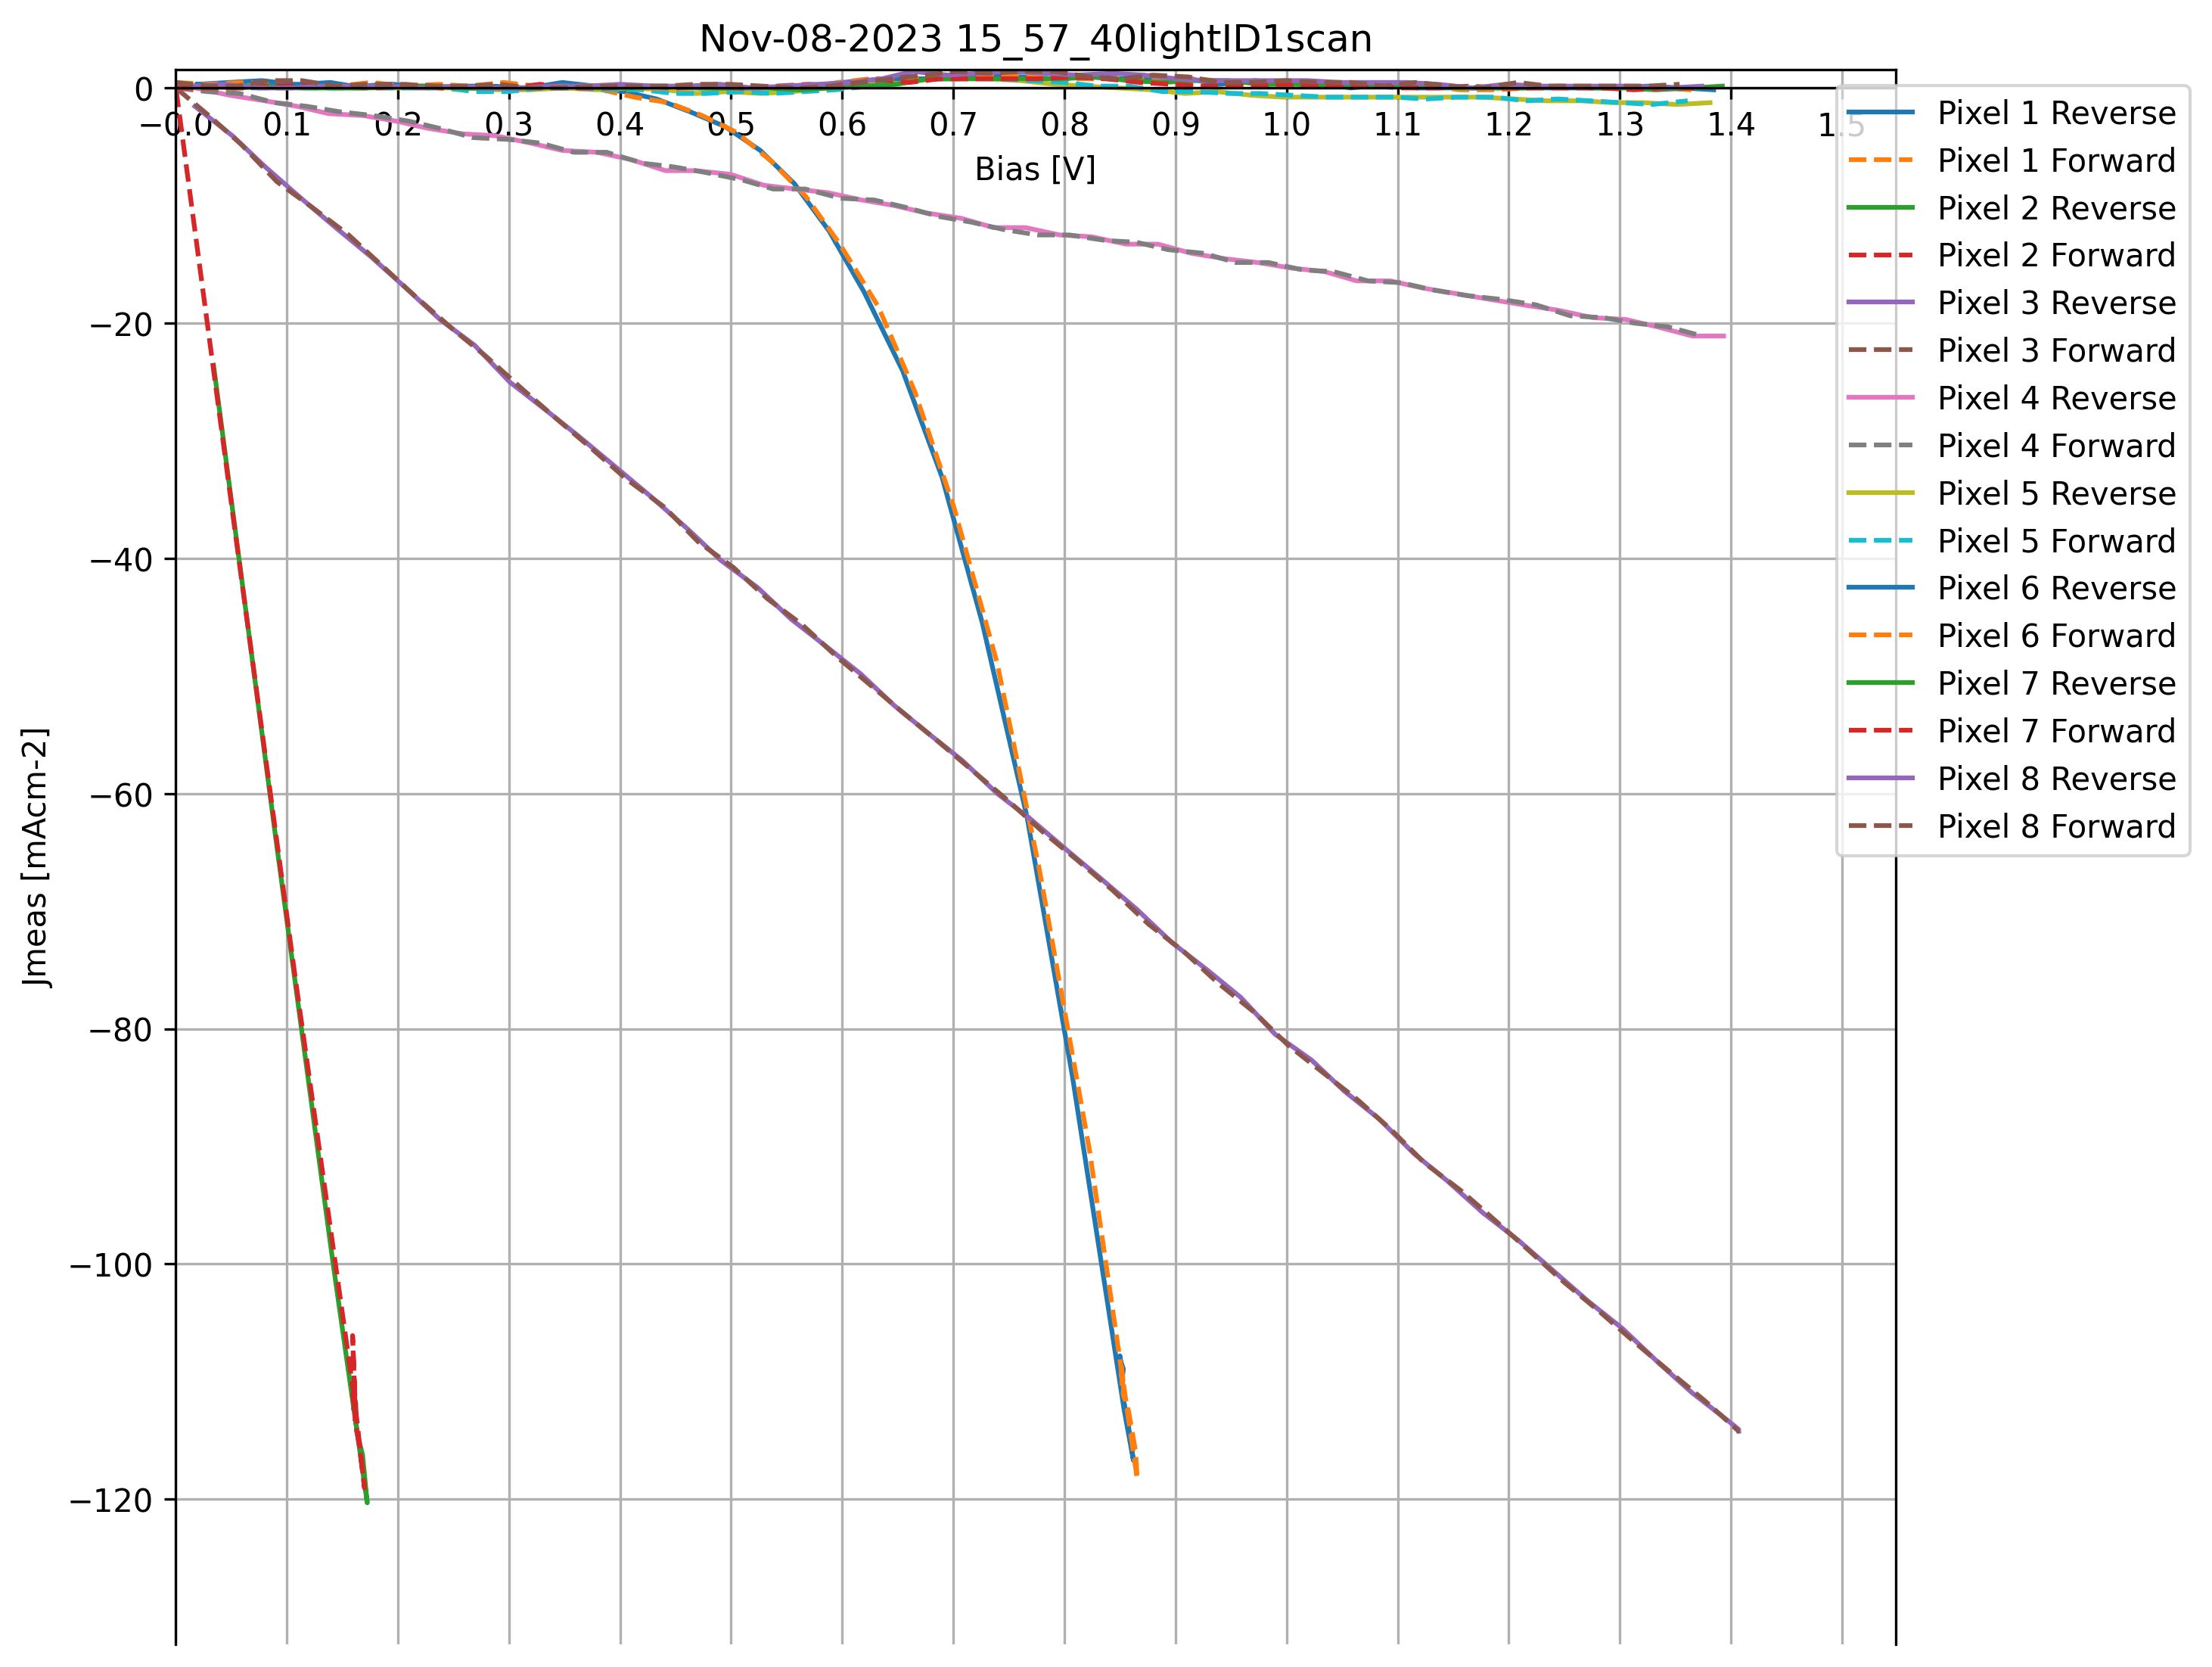 Nov-08-2023 15_57_40lightID1scan
0
−0.0 0.1 0.2 0.3 0.4 0.5 0.6 0.7 0.8 0.9 1.0 1.1 1.2 1.3 1.4 1.5
Bias [V]
−20
−40
−60
−80
−100
−120
Jmeas [mAcm-2]
Pixel 1 Reverse
Pixel 1 Forward
Pixel 2 Reverse
Pixel 2 Forward
Pixel 3 Reverse
Pixel 3 Forward
Pixel 4 Reverse
Pixel 4 Forward
Pixel 5 Reverse
Pixel 5 Forward
Pixel 6 Reverse
Pixel 6 Forward
Pixel 7 Reverse
Pixel 7 Forward
Pixel 8 Reverse
Pixel 8 Forward